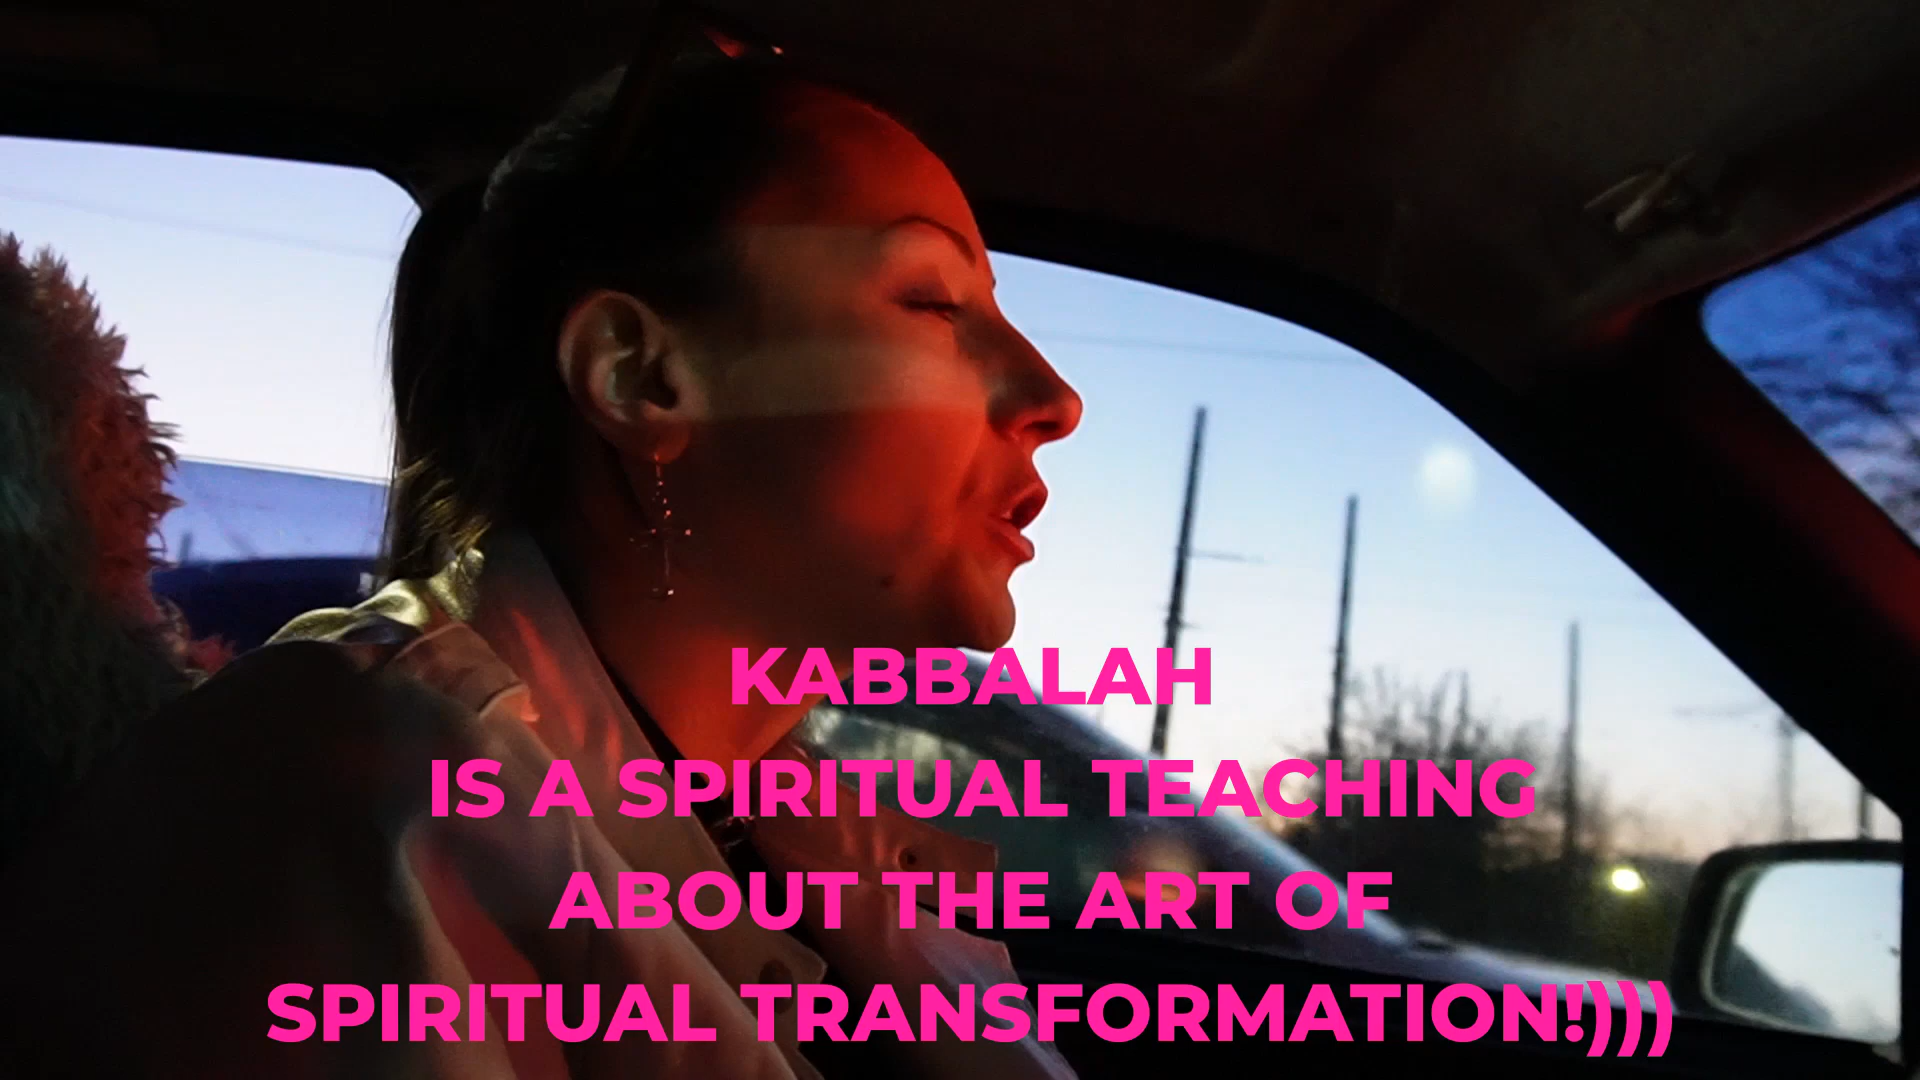 KABBALAH
IS A SPIRITUAL TEACHING
ABOUT THE ART OF
SPIRITUAL TRANSFORMATION!)))